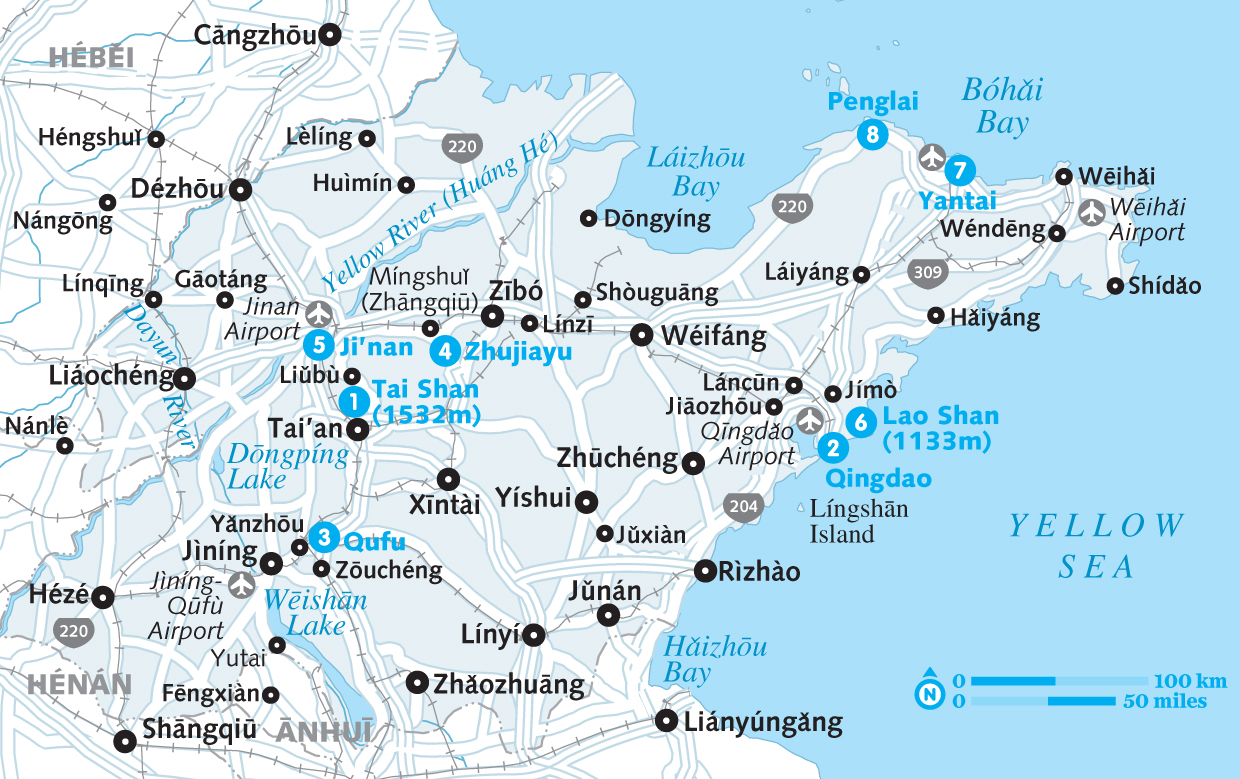 Cāngzhōu
HÉBĚI
Penglai
8
Bóhǎi
Bay
Héngshuǐ
Lèlíng
220
Láizhōu
Bay
7
Yantai
Wēihǎi
Dézhōu
Huìmín
Yellow River (Huáng Hé)
Nángōng
Dōngyíng
220
Wéndēng
Wēihǎi
Airport
Línqīng
Gāotáng
Míngshuǐ
(Zhāngqiū)
Zībó
Shòuguāng
Láiyáng
309
Shídǎo
Jinan
Airport
Línzī
Wéifáng
Hǎiyáng
Dayun River
5
Ji’nan
4
Zhujiayu
Liáochéng
Liǔbù
1
Tai Shan
(1532m)
Láncūn
Jímò
Jiāozhōu
6
Lao Shan
(1133m)
Nánlè
Tai’an
Qīngdǎo
Airport
2
Qingdao
Dōngpíng
Lake
Zhūchéng
Xīntài
Yíshui
204
Língshān
Island
Yǎnzhōu
3
Qufu
Jǔxiàn
YELLOW
SEA
Jìníng
Zōuchéng
Rìzhào
Jìníng-
Qūfù
Airport
Hézé
Wēishān
Lake
Jǔnán
220
Línyí
Yutai
Hǎizhōu
Bay
HÉNÁN
Fēngxiàn
Zhǎozhuāng
N
0
100 km
0
50 miles
Shāngqiū
ĀNHUĪ
Liányúngǎng